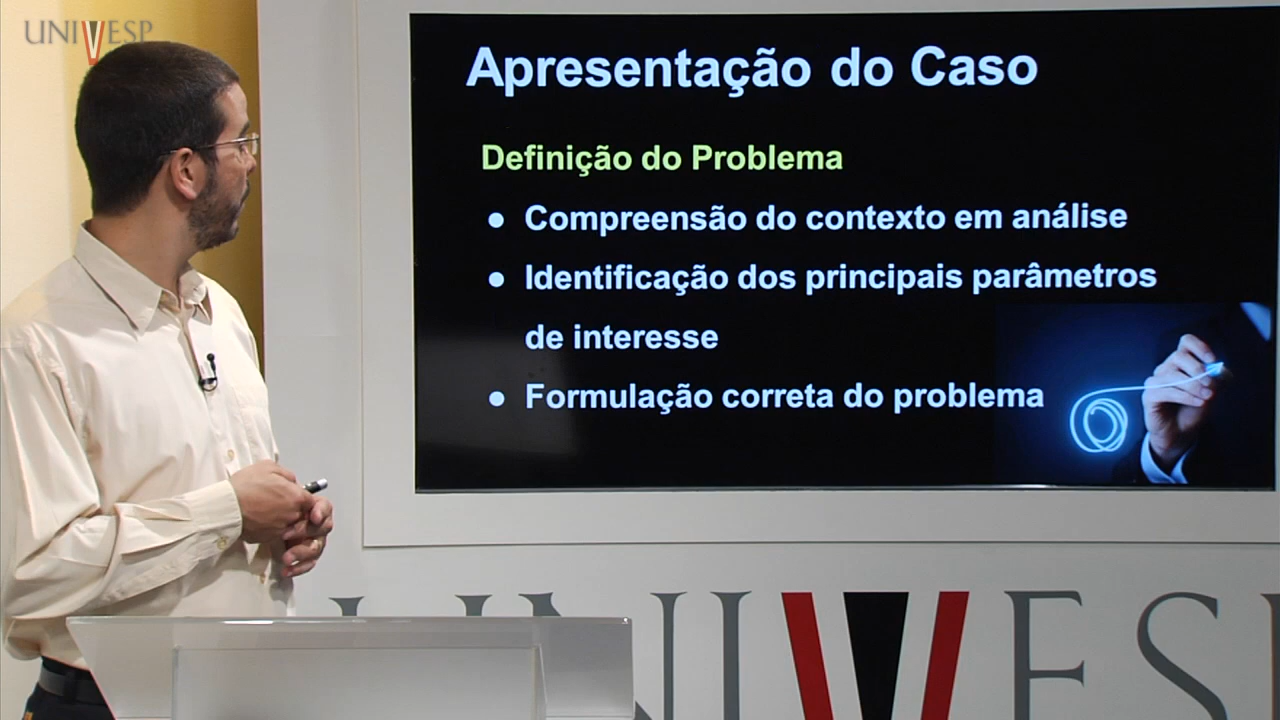 UNIVESP
Apresentação do Caso
Definição do Problema
● Compreensão do contexto em análise
● Identificação dos principais parâmetros
de interesse
● Formulação correta do problema
UNIVESP